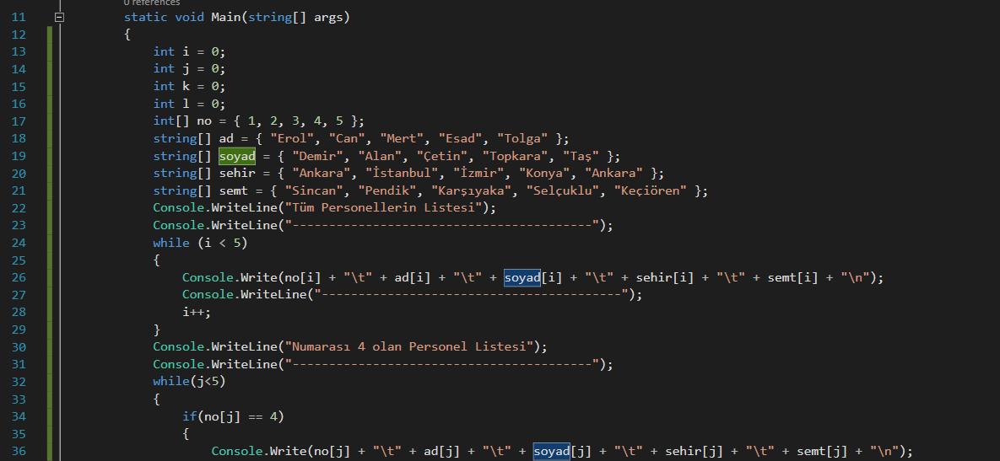 0 references
11 static void Main(string[] args)
12 {
13 int i = 0;
14 int j = 0;
15 int k = 0;
16 int l = 0;
17 int[] no = { 1, 2, 3, 4, 5 };
18 string[] ad = { "Erol", "Can", "Mert", "Esad", "Tolga" };
19 string[] soyad = { "Demir", "Alan", "Çetin", "Topkara", "Taş" };
20 string[] sehir = { "Ankara", "İstanbul", "İzmir", "Konya", "Ankara" };
21 string[] semt = { "Sincan", "Pendik", "Karşıyaka", "Selçuklu", "Keçiören" };
22 Console.WriteLine("Tüm Personellerin Listesi");
23 Console.WriteLine("-----------------------------------------");
24 while (i < 5)
25 {
26 Console.Write(no[i] + "\t" + ad[i] + "\t" + soyad[i] + "\t" + sehir[i] + "\t" + semt[i] + "\n");
27 Console.WriteLine("-----------------------------------------");
28 i++;
29 }
30 Console.WriteLine("Numarası 4 olan Personel Listesi");
31 Console.WriteLine("-----------------------------------------");
32 while(j<5)
33 {
34 if(no[j] == 4)
35 {
36 Console.Write(no[j] + "\t" + ad[j] + "\t" + soyad[j] + "\t" + sehir[j] + "\t" + semt[j] + "\n");